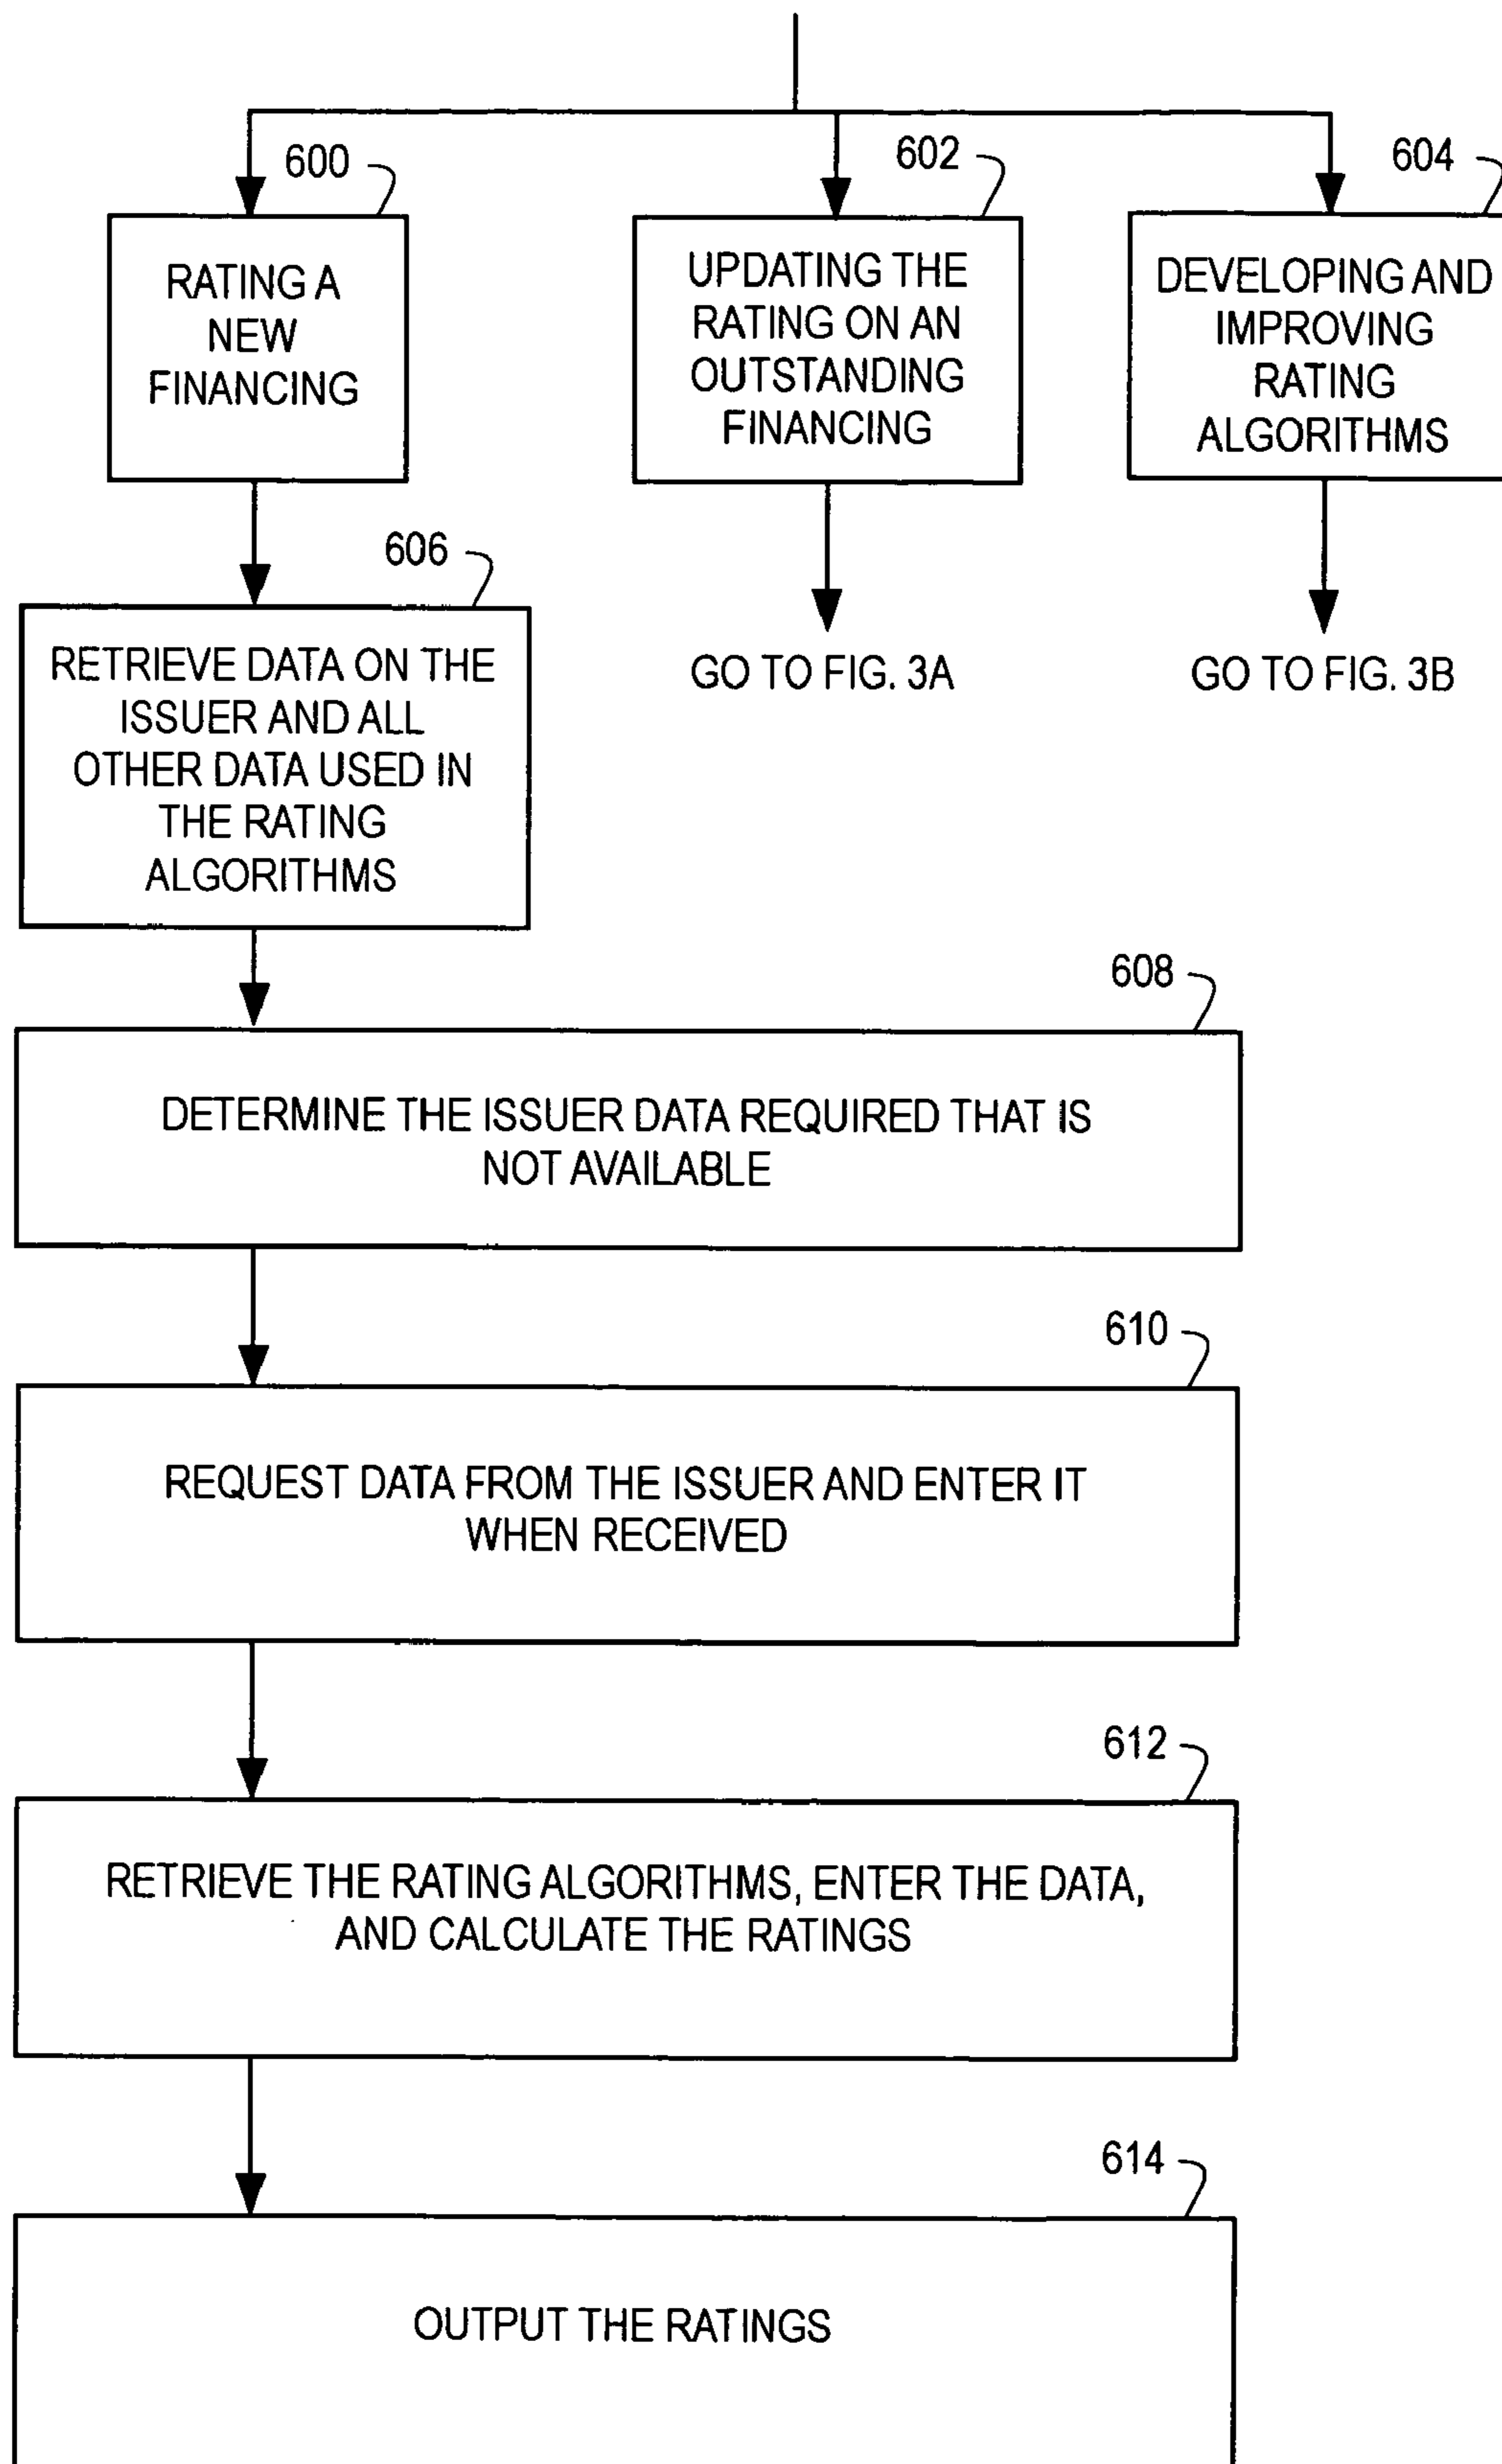 600
RATING A
NEW
FINANCING
602
UPDATING THE
RATING ON AN
OUTSTANDING
FINANCING
604
DEVELOPING AND
IMPROVING
RATING
ALGORITHMS
606
RETRIEVE DATA ON THE
ISSUER AND ALL
OTHER DATA USED IN
THE RATING
ALGORITHMS
GO TO FIG. 3A
GO TO FIG. 3B
608
DETERMINE THE ISSUER DATA REQUIRED THAT IS
NOT AVAILABLE
610
REQUEST DATA FROM THE ISSUER AND ENTER IT
WHEN RECEIVED
612
RETRIEVE THE RATING ALGORITHMS, ENTER THE DATA,
AND CALCULATE THE RATINGS
614
OUTPUT THE RATINGS